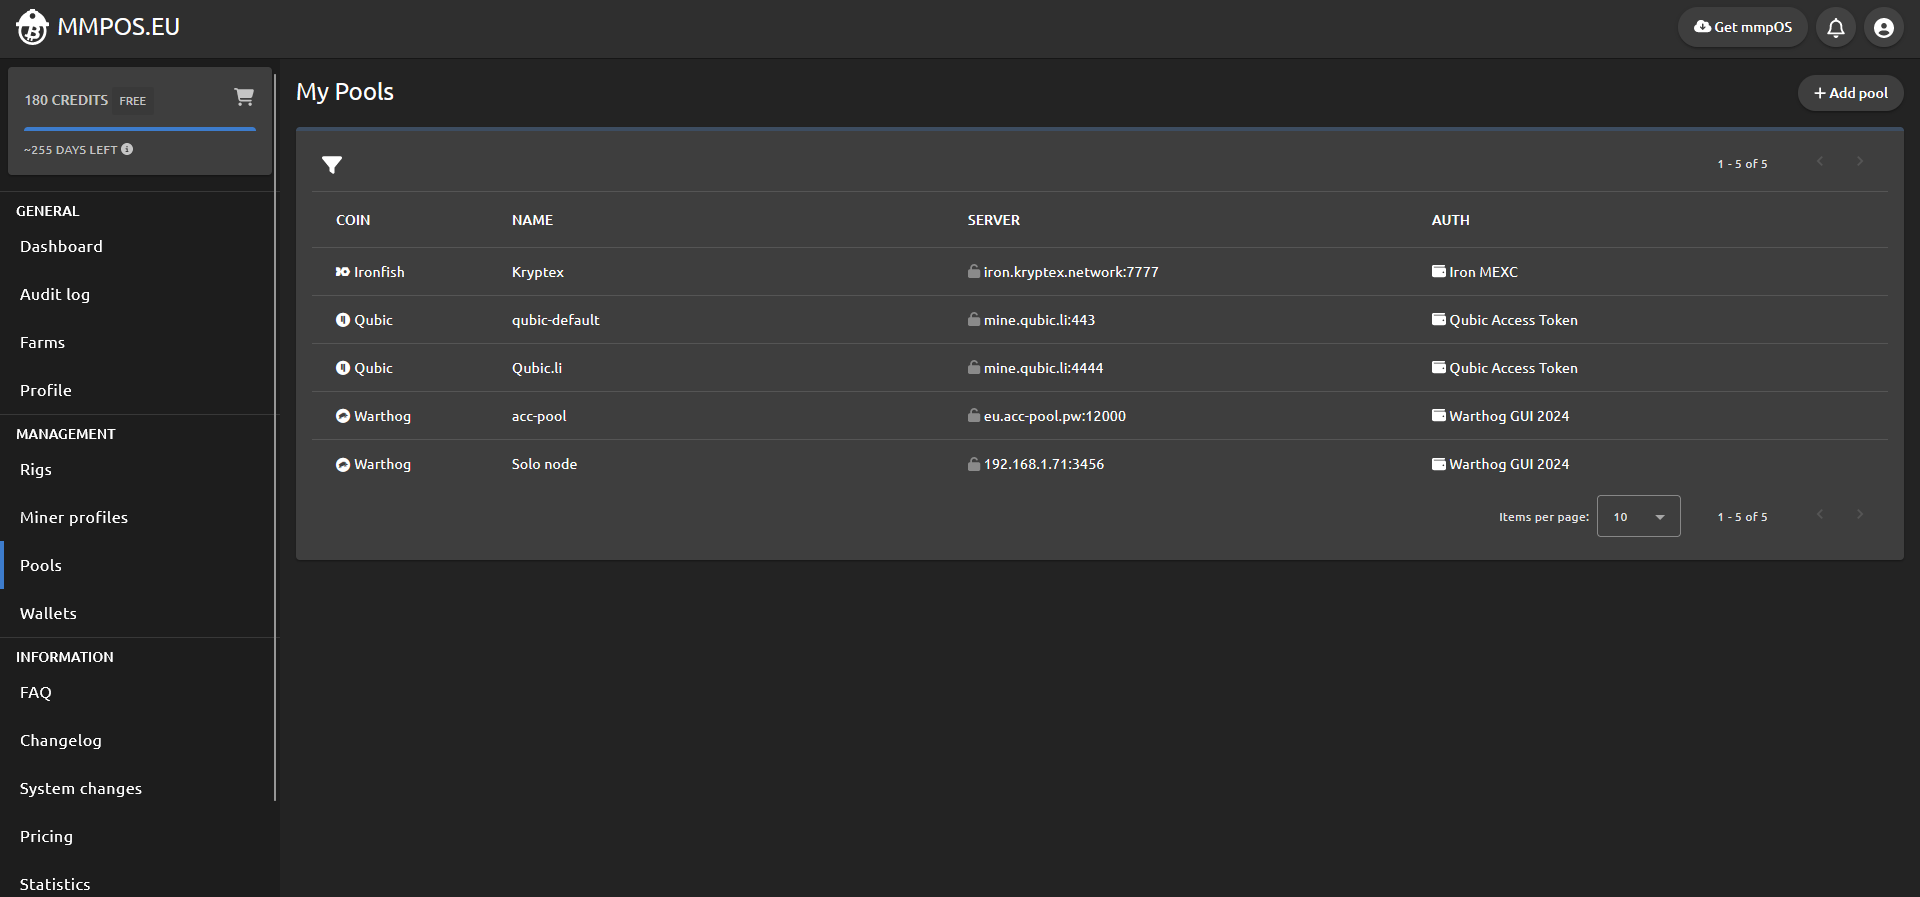 MMPOS.EU
Get mmpOS
180 CREDITS FREE
~255 DAYS LEFT
GENERAL
Dashboard
Audit log
Farms
Profile
MANAGEMENT
Rigs
Miner profiles
Pools
Wallets
INFORMATION
FAQ
Changelog
System changes
Pricing
Statistics
My Pools
+ Add pool
1 - 5 of 5
COIN NAME SERVER AUTH
Ironfish Kryptex iron.kryptex.network:7777 Iron MEXC
Qubic qubic-default mine.qubic.li:443 Qubic Access Token
Qubic Qubic.li mine.qubic.li:4444 Qubic Access Token
Warthog acc-pool eu.acc-pool.pw:12000 Warthog GUI 2024
Warthog Solo node 192.168.1.71:3456 Warthog GUI 2024
Items per page: 10 1 - 5 of 5